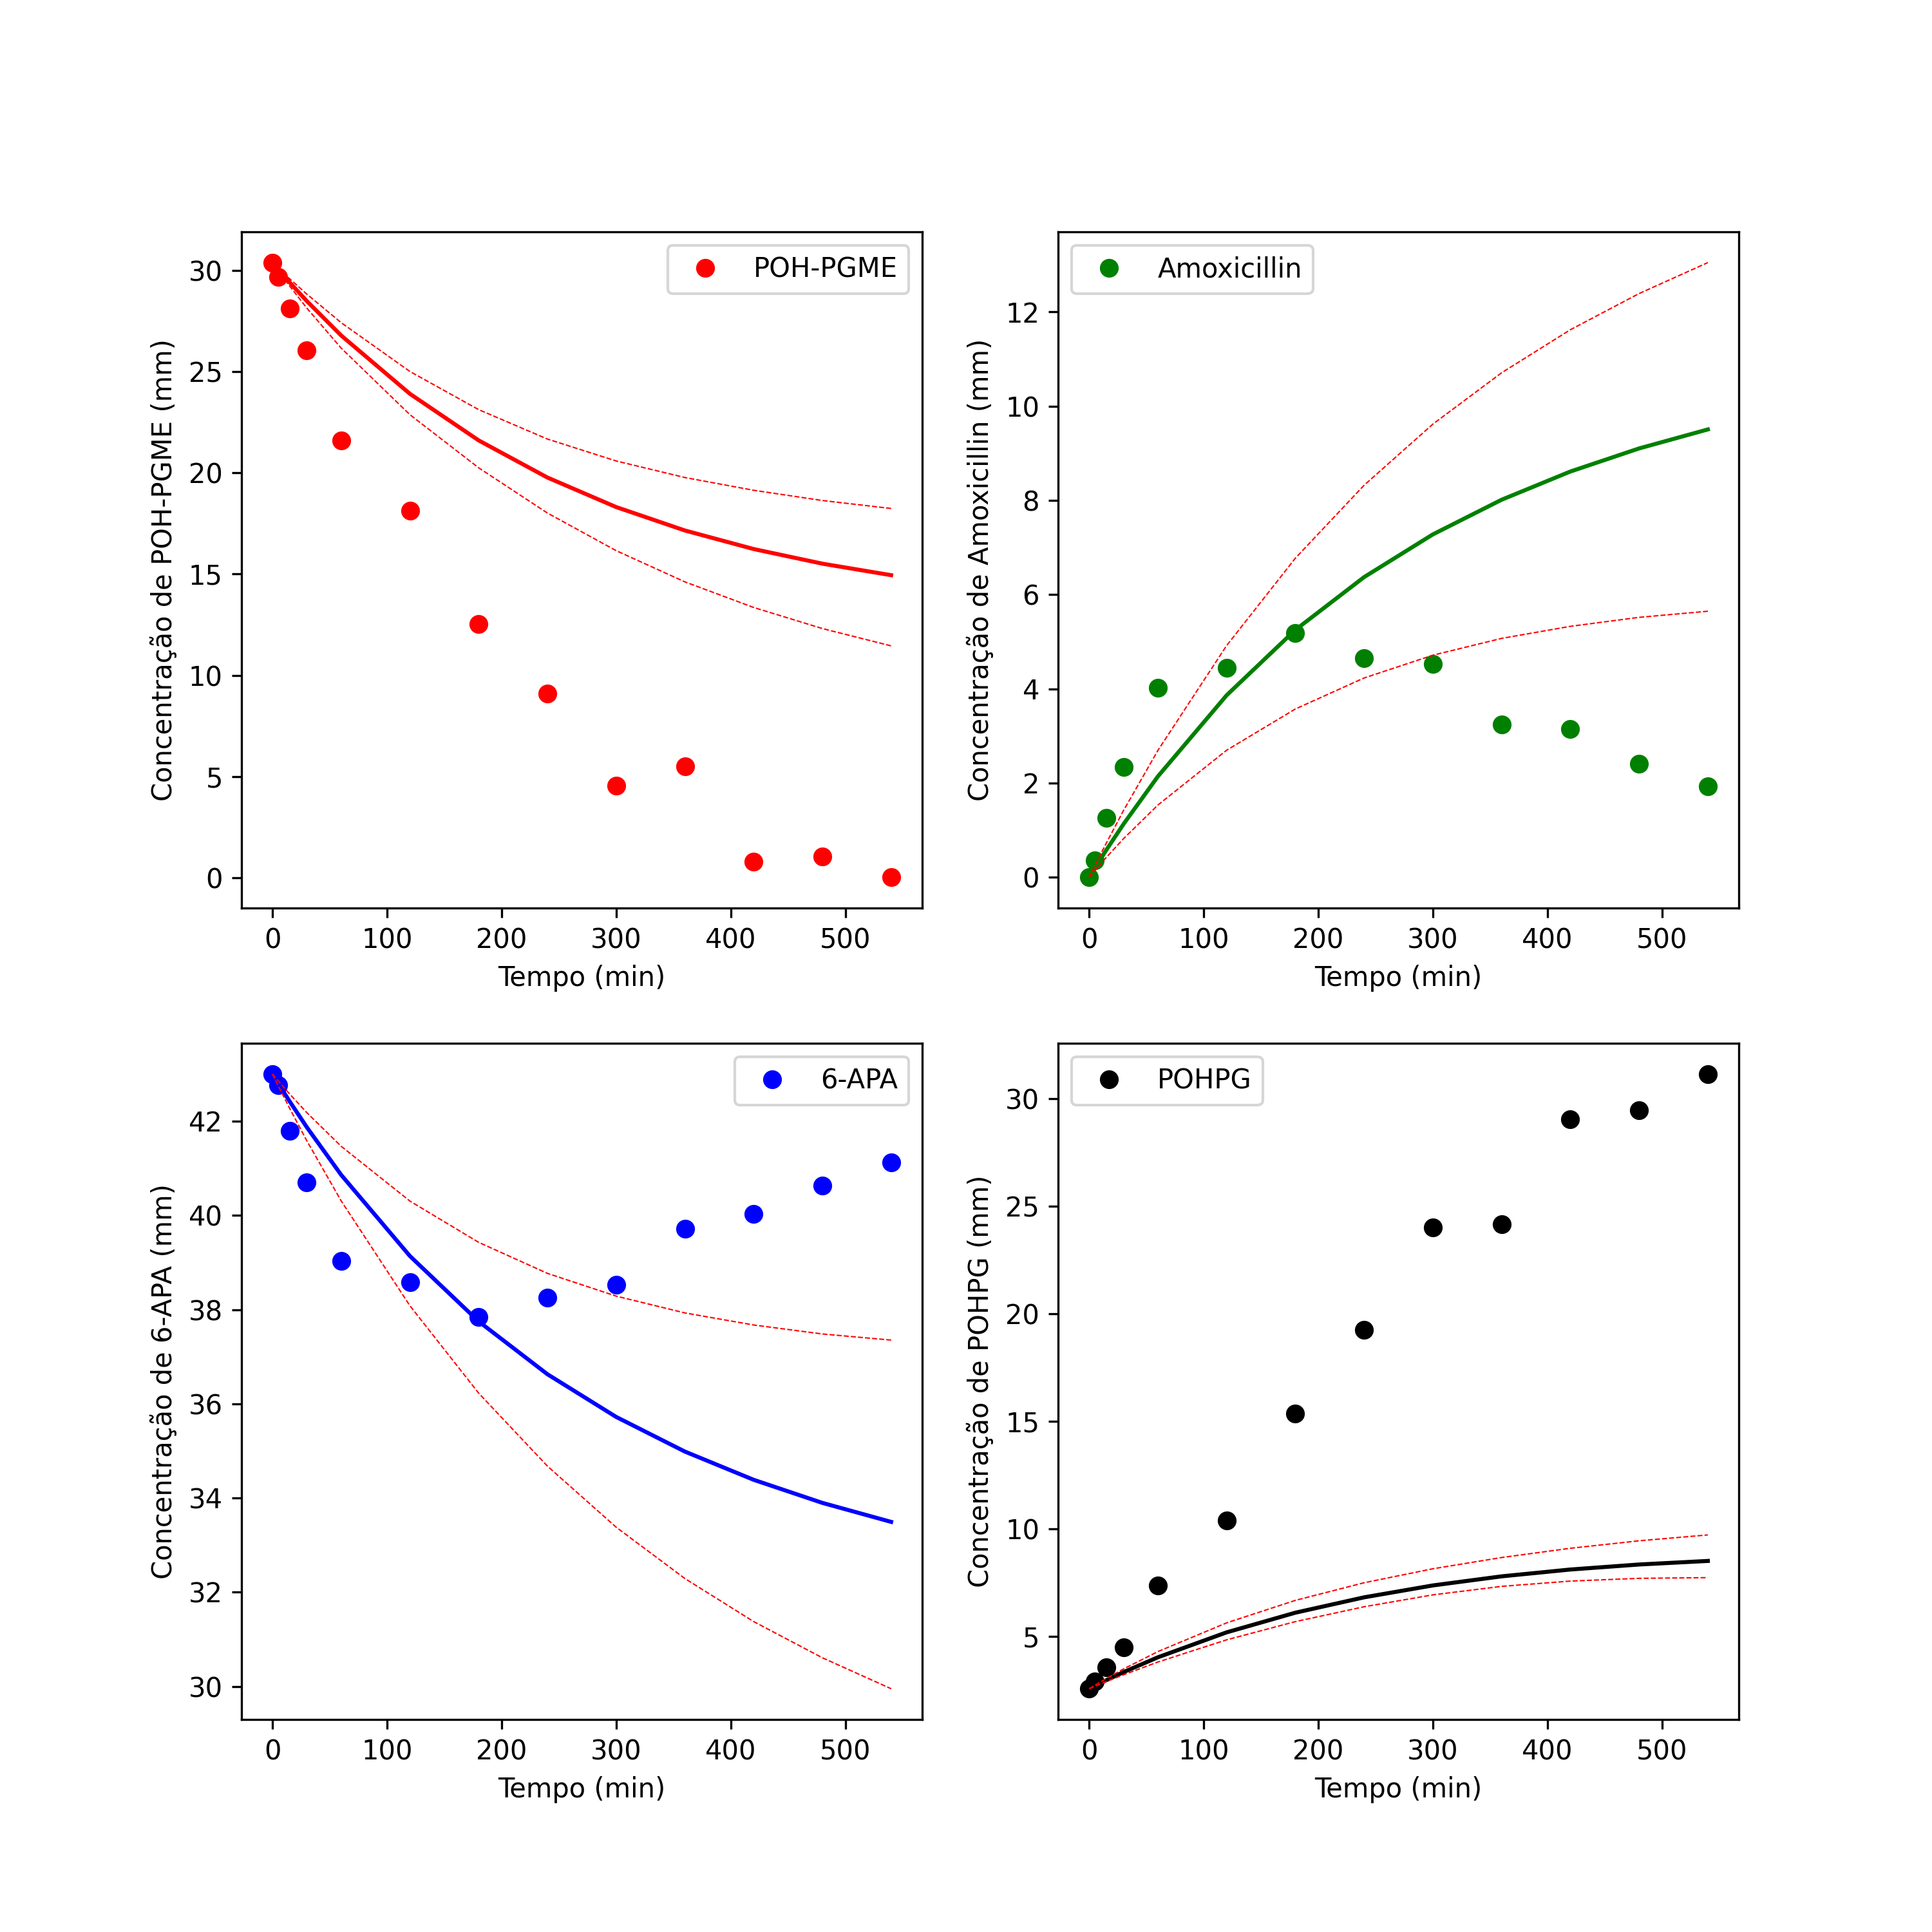 POH-PGME
Concentração de POH-PGME (mm)
30
25
20
15
10
5
0
0 100 200 300 400 500
Tempo (min)
Amoxicillin
Concentração de Amoxicillin (mm)
12
10
8
6
4
2
0
0 100 200 300 400 500
Tempo (min)
6-APA
Concentração de 6-APA (mm)
42
40
38
36
34
32
30
0 100 200 300 400 500
Tempo (min)
POHPG
Concentração de POHPG (mm)
30
25
20
15
10
5
0 100 200 300 400 500
Tempo (min)